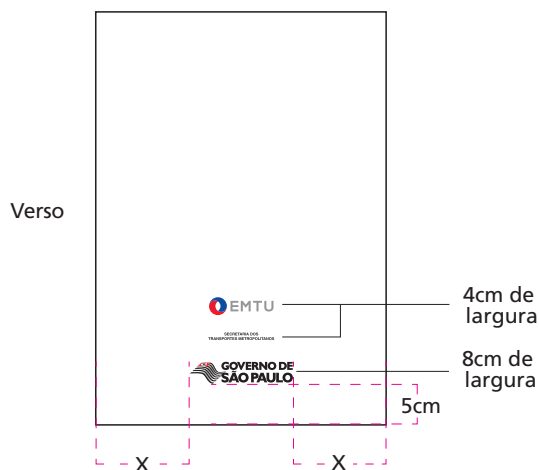 Verso
EMTU
4cm de
largura
SECRETARIA DOS
TRANSPORTES METROPOLITANOS
GOVERNO DE
SÃO PAULO
8cm de
largura
5cm
X
X